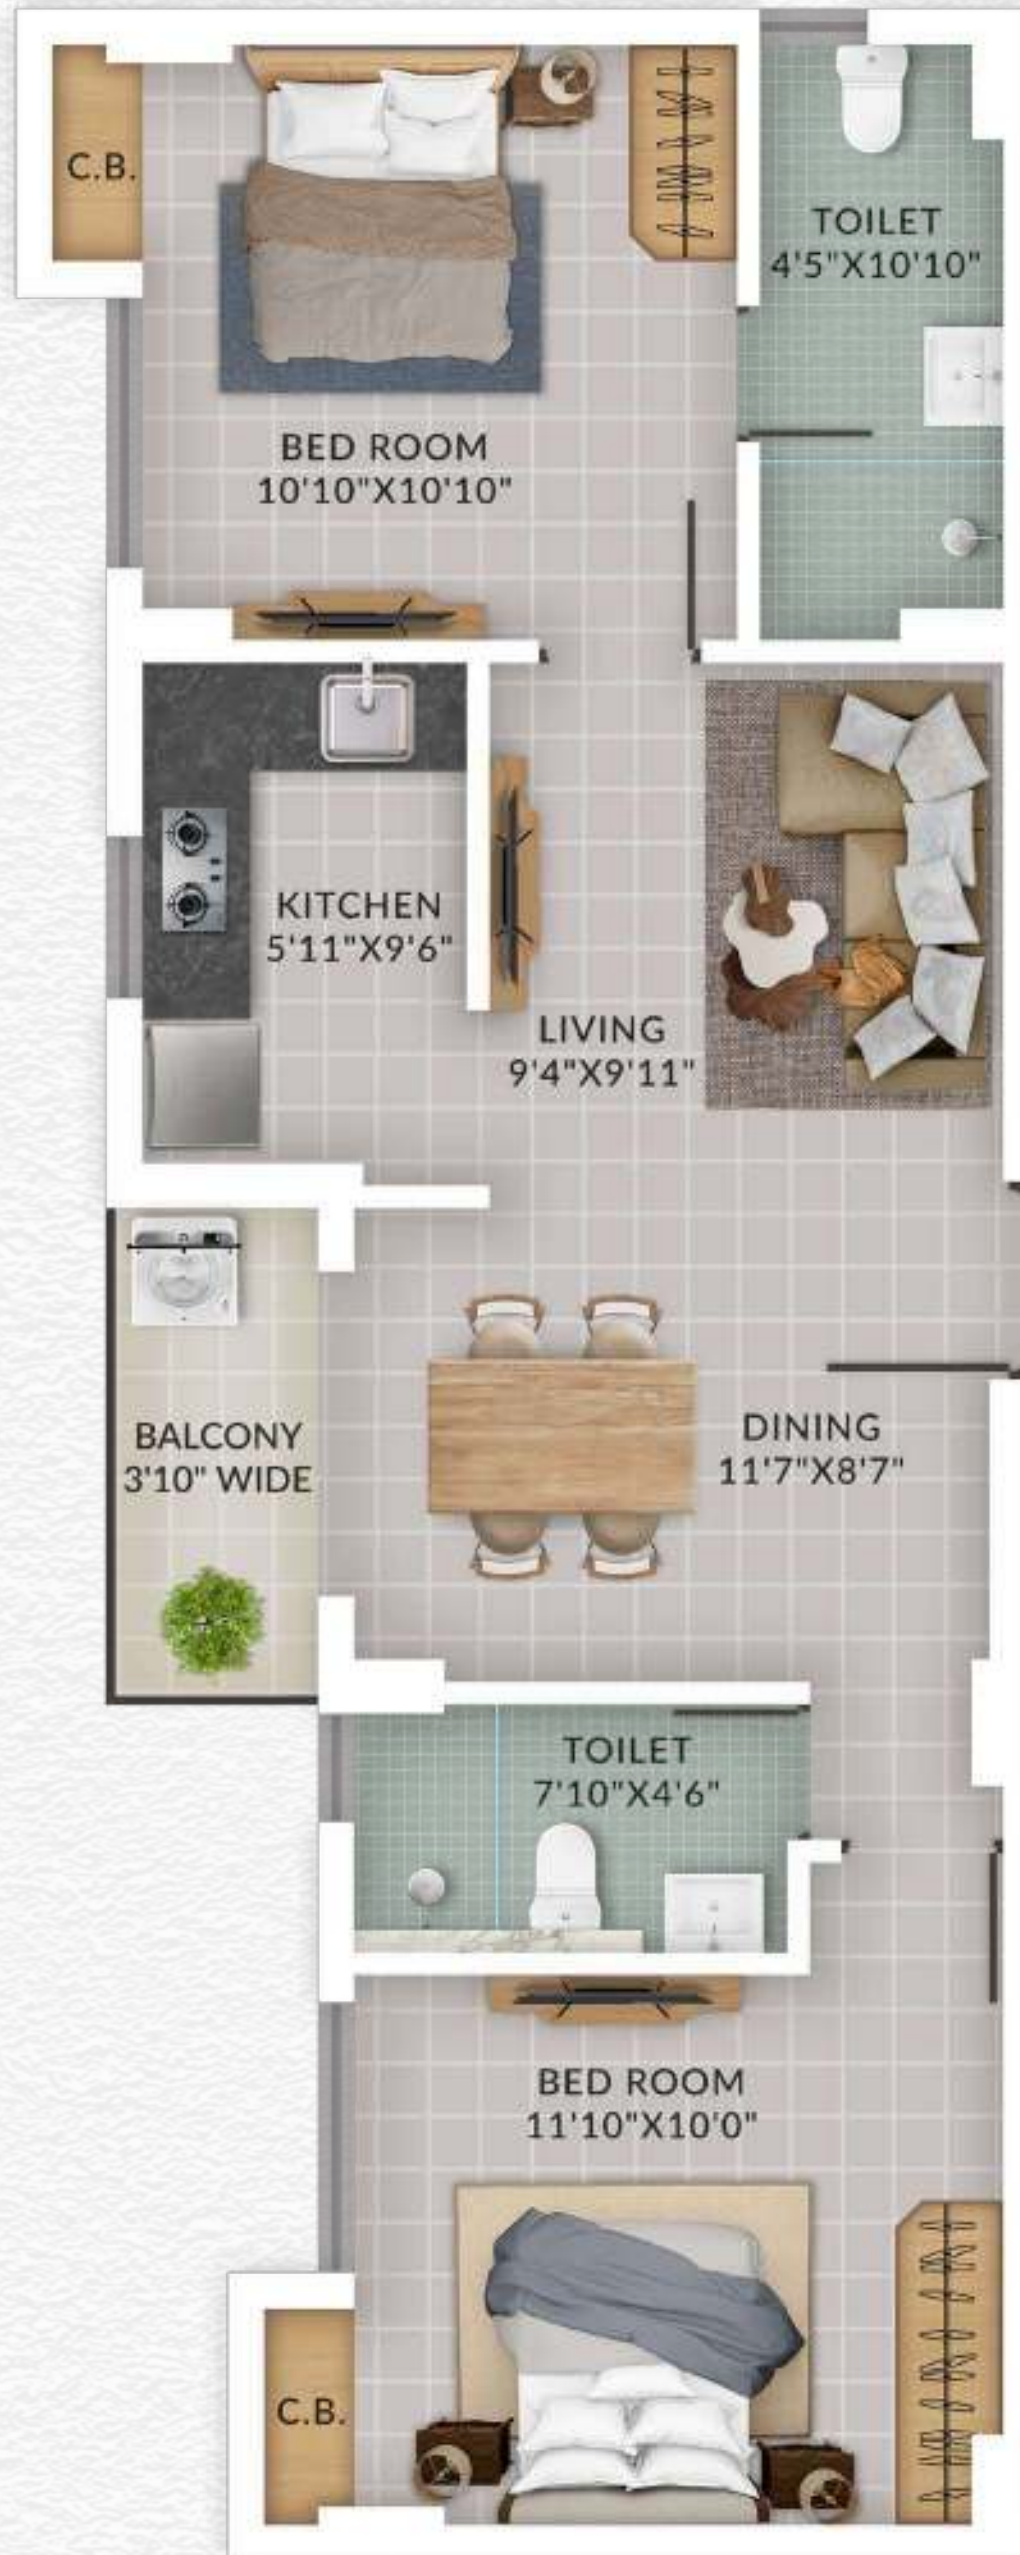 C.B.
TOILET
4'5"X10'10"
BED ROOM
10'10"X10'10"
KITCHEN
5'11"X9'6"
LIVING
9'4"X9'11"
BALCONY
3'10" WIDE
DINING
11'7"X8'7"
TOILET
7'10"X4'6"
BED ROOM
11'10"X10'0"
C.B.